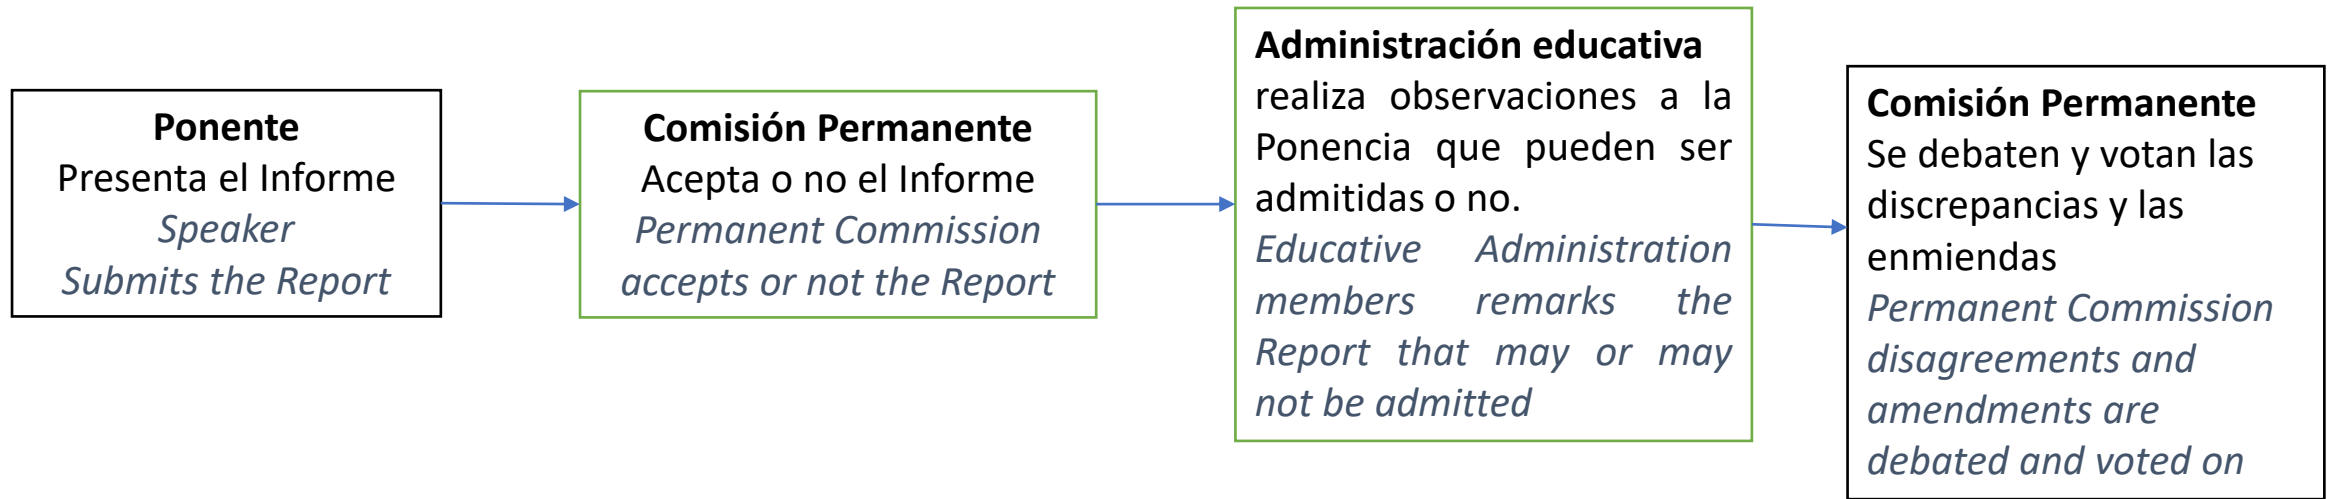 Ponente
Presenta el Informe
Speaker
Submits the Report
Comisión Permanente
Acepta o no el Informe
Permanent Commission
accepts or not the Report
Administración educativa
realiza observaciones a la
Ponencia que pueden ser
admitidas o no.
Educative Administration
members remarks the
Report that may or may
not be admitted
Comisión Permanente
Se debaten y votan las
discrepancias y las
enmiendas
Permanent Commission
disagreements and
amendments are
debated and voted on